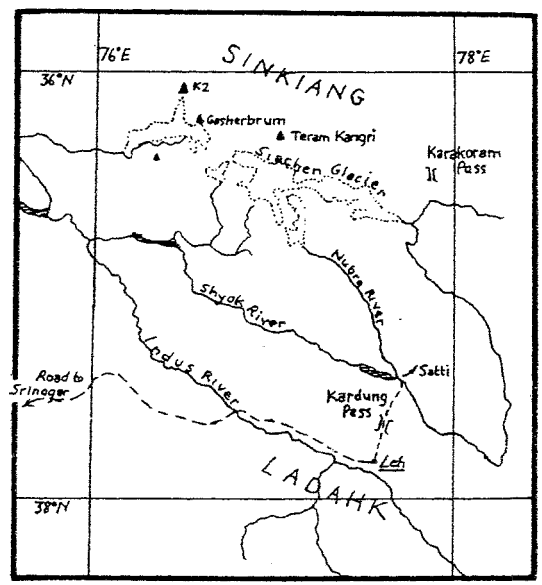 76°E
78°E
SINKIANG
36°N
K2
Gasherbrum
Teram Kangri
Siachen Glacier
Karakoram
Pass
Nubra River
Shyok River
Indus River
Satti
Road to
Srinagar
Kardung
Pass
Leh
LADAHK
38°N